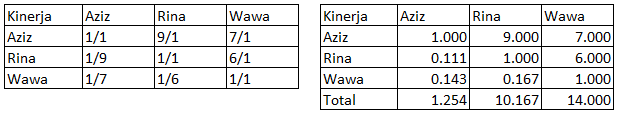 Kinerja Aziz Rina Wawa
Aziz 1/1 9/1 7/1
Rina 1/9 1/1 6/1
Wawa 1/7 1/6 1/1
Kinerja Aziz Rina Wawa
Aziz 1.000 9.000 7.000
Rina 0.111 1.000 6.000
Wawa 0.143 0.167 1.000
Total 1.254 10.167 14.000